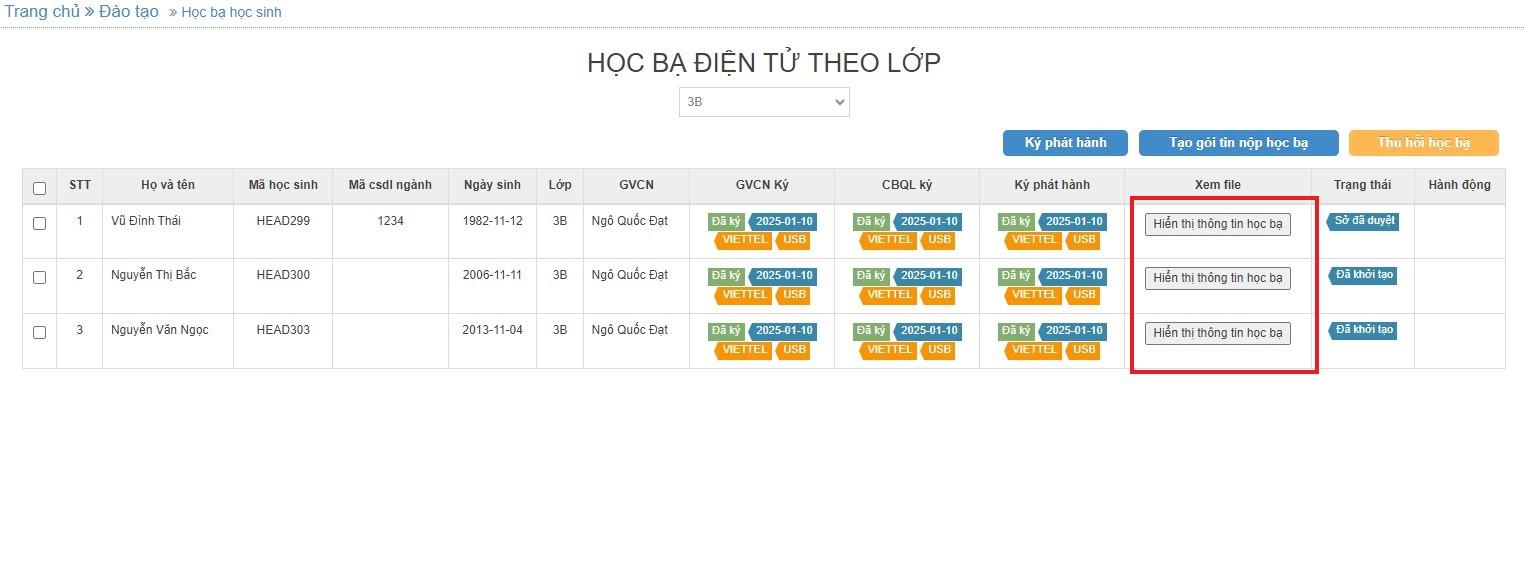 Trang chủ » Đào tạo » Học bạ học sinh
HỌC BẠ ĐIỆN TỬ THEO LỚP
3B
Ký phát hành Tạo gói tin nộp học bạ Thu hồi học bạ
STT Họ và tên Mã học sinh Mã csdl ngành Ngày sinh Lớp GVCN GVCN Ký CBQL ký Ký phát hành Xem file Trạng thái Hành động
1 Vũ Đình Thái HEAD299 1234 1982-11-12 3B Ngô Quốc Đạt Đã ký 2025-01-10 Đã ký 2025-01-10 Đã ký 2025-01-10 Hiển thị thông tin học bạ Sở đã duyệt
VIETTEL USB VIETTEL USB VIETTEL USB
2 Nguyễn Thị Bắc HEAD300 2006-11-11 3B Ngô Quốc Đạt Đã ký 2025-01-10 Đã ký 2025-01-10 Đã ký 2025-01-10 Hiển thị thông tin học bạ Đã khởi tạo
VIETTEL USB VIETTEL USB VIETTEL USB
3 Nguyễn Văn Ngọc HEAD303 2013-11-04 3B Ngô Quốc Đạt Đã ký 2025-01-10 Đã ký 2025-01-10 Đã ký 2025-01-10 Hiển thị thông tin học bạ Đã khởi tạo
VIETTEL USB VIETTEL USB VIETTEL USB